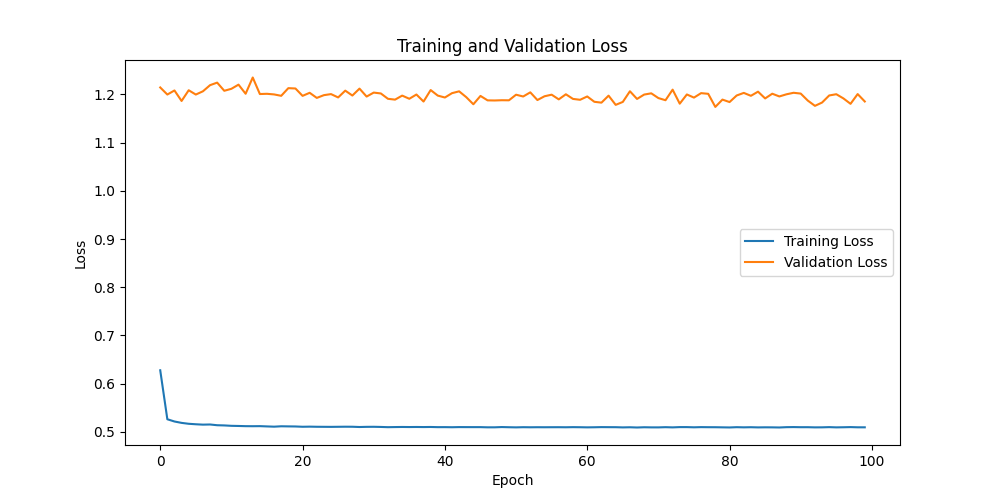 Training and Validation Loss
1.2
1.1
1.0
0.9
0.8
0.7
0.6
0.5
Loss
Training Loss
Validation Loss
0 20 40 60 80 100
Epoch